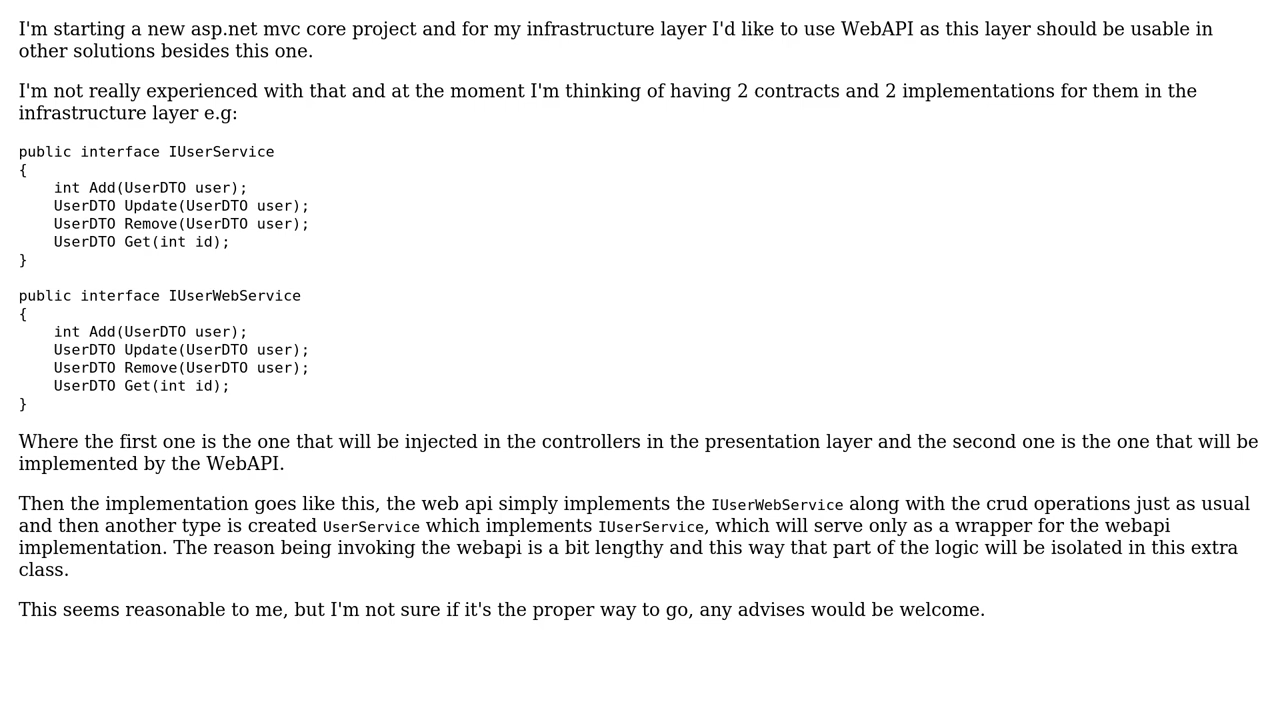 I'm starting a new asp.net mvc core project and for my infrastructure layer I'd like to use WebAPI as this layer should be usable in
other solutions besides this one.
I'm not really experienced with that and at the moment I'm thinking of having 2 contracts and 2 implementations for them in the
infrastructure layer e.g:
public interface IUserService
{
    int Add(UserDTO user);
    UserDTO Update(UserDTO user);
    UserDTO Remove(UserDTO user);
    UserDTO Get(int id);
}
public interface IUserWebService
{
    int Add(UserDTO user);
    UserDTO Update(UserDTO user);
    UserDTO Remove(UserDTO user);
    UserDTO Get(int id);
}
Where the first one is the one that will be injected in the controllers in the presentation layer and the second one is the one that will be
implemented by the WebAPI.
Then the implementation goes like this, the web api simply implements the IUserWebService along with the crud operations just as usual
and then another type is created UserService which implements IUserService, which will serve only as a wrapper for the webapi
implementation. The reason being invoking the webapi is a bit lengthy and this way that part of the logic will be isolated in this extra
class.
This seems reasonable to me, but I'm not sure if it's the proper way to go, any advises would be welcome.